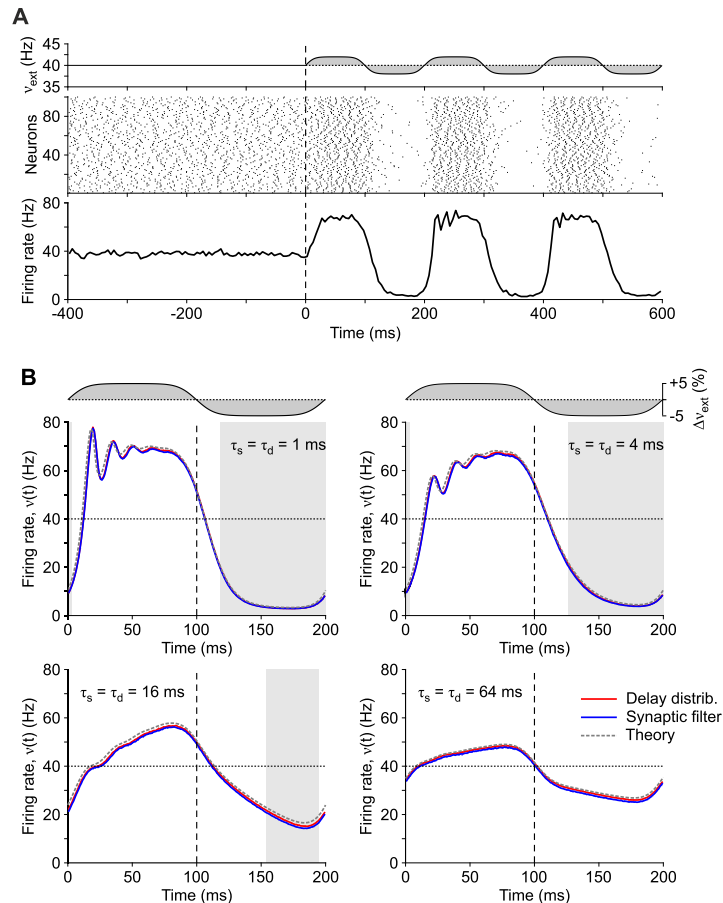 A
ν_ext (Hz)
45
40
35
Neurons
80
40
Firing rate (Hz)
80
40
0
-400 -200 0 200 400 600
Time (ms)
B
+5
-5
Δν_ext (%)
Firing rate, ν(t) (Hz)
80
60
40
20
0
τ_s = τ_d = 1 ms
0 50 100 150 200
Time (ms)
Firing rate, ν(t) (Hz)
80
60
40
20
0
τ_s = τ_d = 4 ms
0 50 100 150 200
Time (ms)
Firing rate, ν(t) (Hz)
80
60
40
20
0
τ_s = τ_d = 16 ms
0 50 100 150 200
Time (ms)
Firing rate, ν(t) (Hz)
80
60
40
20
0
τ_s = τ_d = 64 ms
Delay distrib.
Synaptic filter
Theory
0 50 100 150 200
Time (ms)